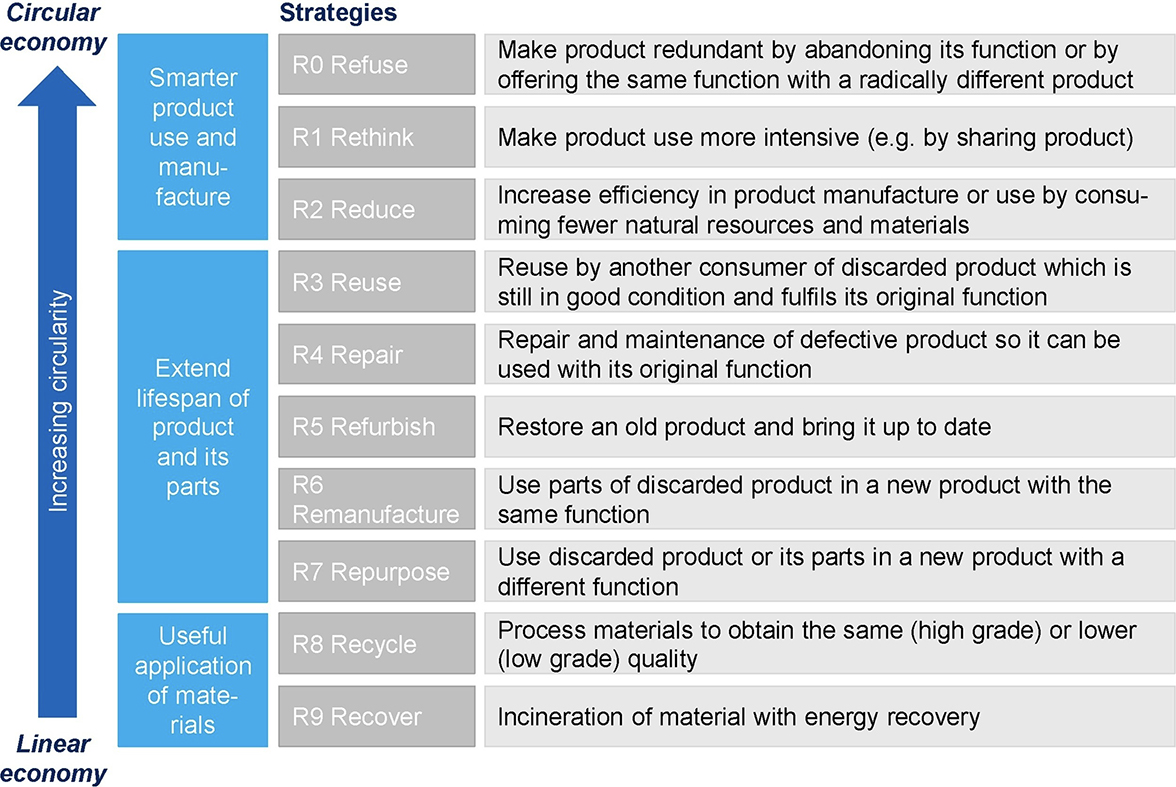 Circular
economy
Strategies
Smarter
product
use and
manu-
facture
R0 Refuse
Make product redundant by abandoning its function or by
offering the same function with a radically different product
R1 Rethink
Make product use more intensive (e.g. by sharing product)
R2 Reduce
Increase efficiency in product manufacture or use by consu-
ming fewer natural resources and materials
Extend
lifespan of
product
and its
parts
R3 Reuse
Reuse by another consumer of discarded product which is
still in good condition and fulfils its original function
R4 Repair
Repair and maintenance of defective product so it can be
used with its original function
R5 Refurbish
Restore an old product and bring it up to date
R6
Remanufacture
Use parts of discarded product in a new product with the
same function
R7 Repurpose
Use discarded product or its parts in a new product with a
different function
Useful
application
of mate-
rials
R8 Recycle
Process materials to obtain the same (high grade) or lower
(low grade) quality
R9 Recover
Incineration of material with energy recovery
Increasing circularity
Linear
economy